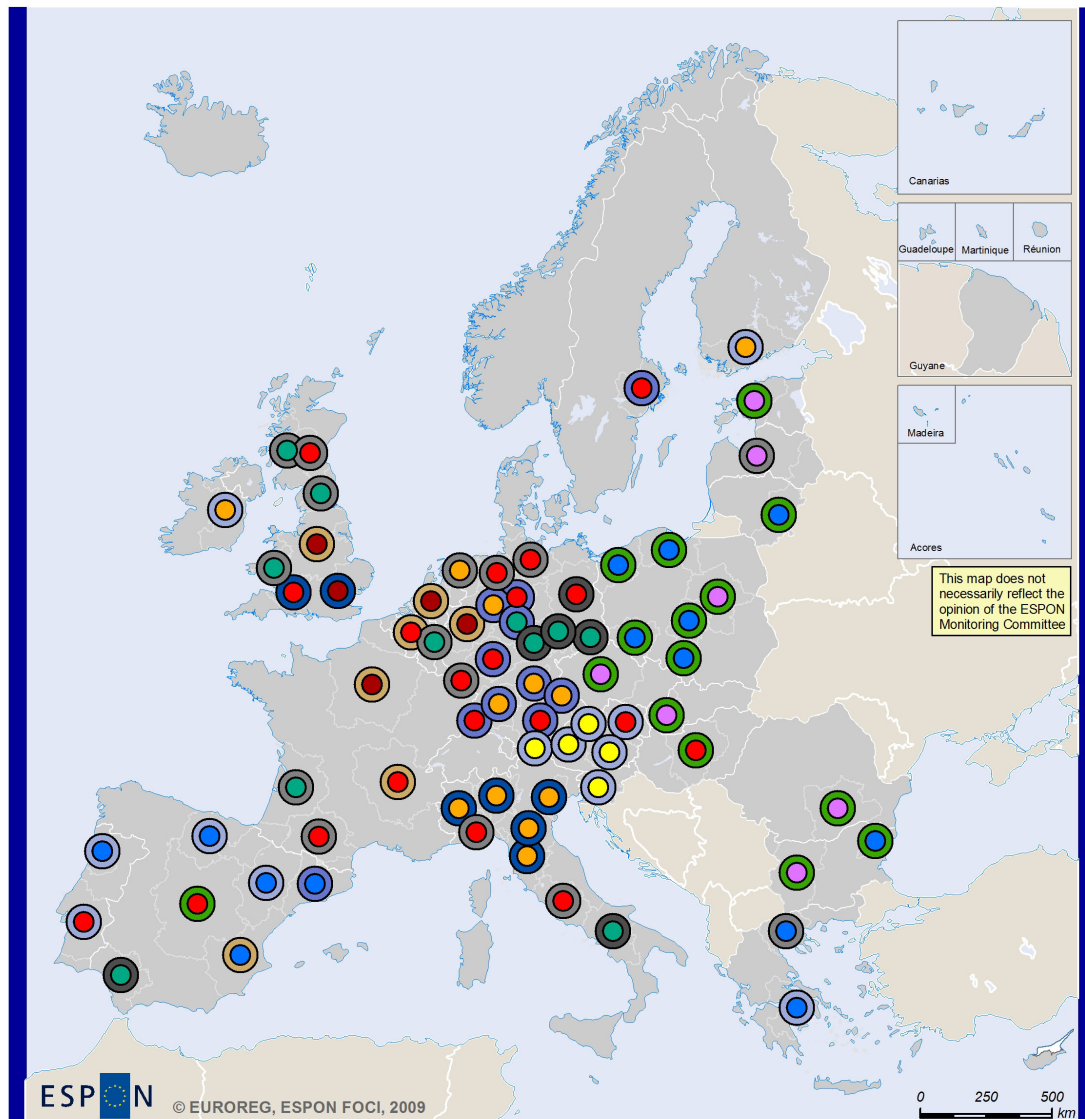 Canarias
Guadeloupe
Martinique
Réunion
Guyane
Madeira
Acores
This map does not
necessarily reflect the
opinion of the ESPON
Monitoring Committee
ESPON
© EUROREG, ESPON FOCI, 2009
0 250 500
km